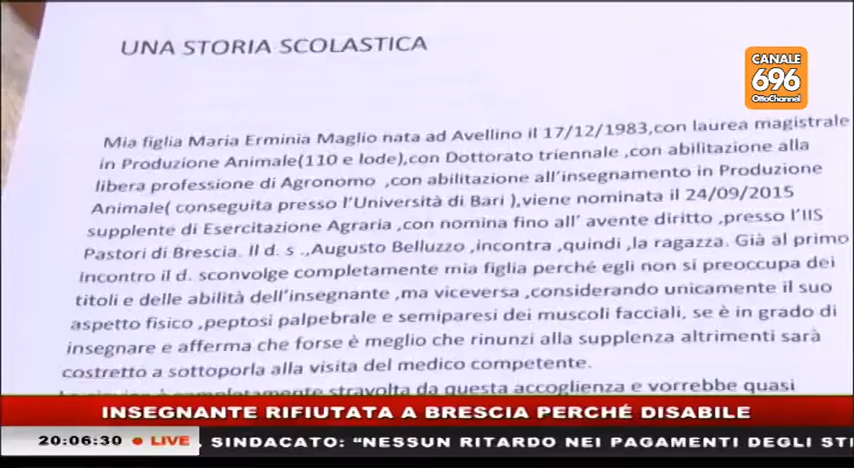 UNA STORIA SCOLASTICA
CANALE
696
OttoChannel
Mia figlia Maria Erminia Maglio nata ad Avellino il 17/12/1983,con laurea magistrale
in Produzione Animale(110 e lode),con Dottorato triennale ,con abilitazione alla
libera professione di Agronomo ,con abilitazione all'insegnamento in Produzione
Animale( conseguita presso l'Università di Bari ),viene nominata il 24/09/2015
supplente di Esercitazione Agraria ,con nomina fino all' avente diritto ,presso l'IIS
Pastori di Brescia. Il d. s .,Augusto Belluzzo ,incontra ,quindi ,la ragazza. Già al primo
incontro il d. sconvolge completamente mia figlia perché egli non si preoccupa dei
titoli e delle abilità dell'insegnante ,ma viceversa ,considerando unicamente il suo
aspetto fisico ,peptosi palpebrale e semiparesi dei muscoli facciali, se è in grado di
insegnare e afferma che forse è meglio che rinunzi alla supplenza altrimenti sarà
costretto a sottoporla alla visita del medico competente.
è completamente stravolta da questa accoglienza e vorrebbe quasi
INSEGNANTE RIFIUTATA A BRESCIA PERCHÉ DISABILE
20:06:30 LIVE . SINDACATO: "NESSUN RITARDO NEI PAGAMENTI DEGLI